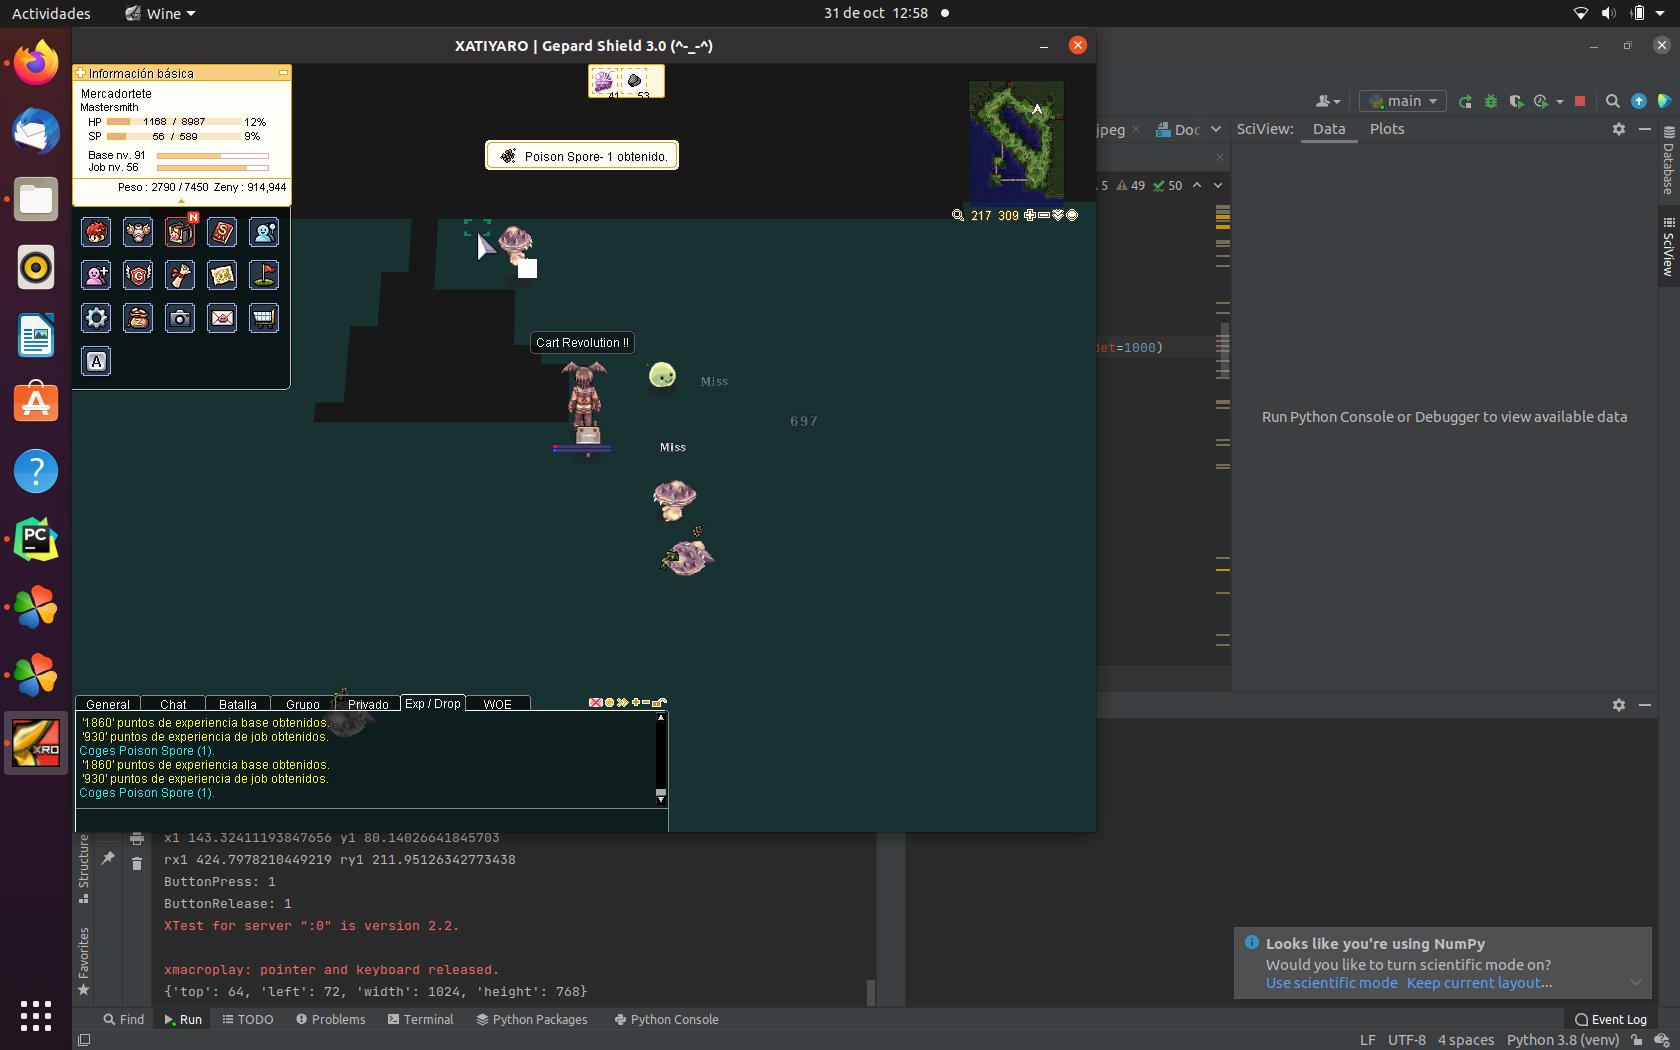 Actividades
Wine
31 de oct 12:58
XATIYARO | Gepard Shield 3.0 (^-_-^)
Información básica
Mercadortete
Mastersmith
HP 1168 / 8987 12%
SP 56 / 589 9%
Base nv. 91
Job nv. 56
Peso : 2790 / 7450 Zeny : 914,944
N
S
G
Z
A
41 53
Poison Spore- 1 obtenido.
217 309
Cart Revolution !!
Miss
697
Miss
General Chat Batalla Grupo Privado Exp / Drop WOE
'1860' puntos de experiencia base obtenidos.
'930' puntos de experiencia de job obtenidos.
Coges Poison Spore (1).
'1860' puntos de experiencia base obtenidos.
'930' puntos de experiencia de job obtenidos.
Coges Poison Spore (1).
PC
XRO
main
jpeg
Doc
SciView: Data Plots
5 49 50
Database
SciView
det=1000)
Run Python Console or Debugger to view available data
Structure
Favorites
x1 143.32411193847656 y1 80.14026641845703
rx1 424.7978210449219 ry1 211.95126342773438
ButtonPress: 1
ButtonRelease: 1
XTest for server ":0" is version 2.2.
xmacroplay: pointer and keyboard released.
{'top': 64, 'left': 72, 'width': 1024, 'height': 768}
Looks like you're using NumPy
Would you like to turn scientific mode on?
Use scientific mode Keep current layout...
Find Run TODO Problems Terminal Python Packages Python Console
Event Log
LF UTF-8 4 spaces Python 3.8 (venv)